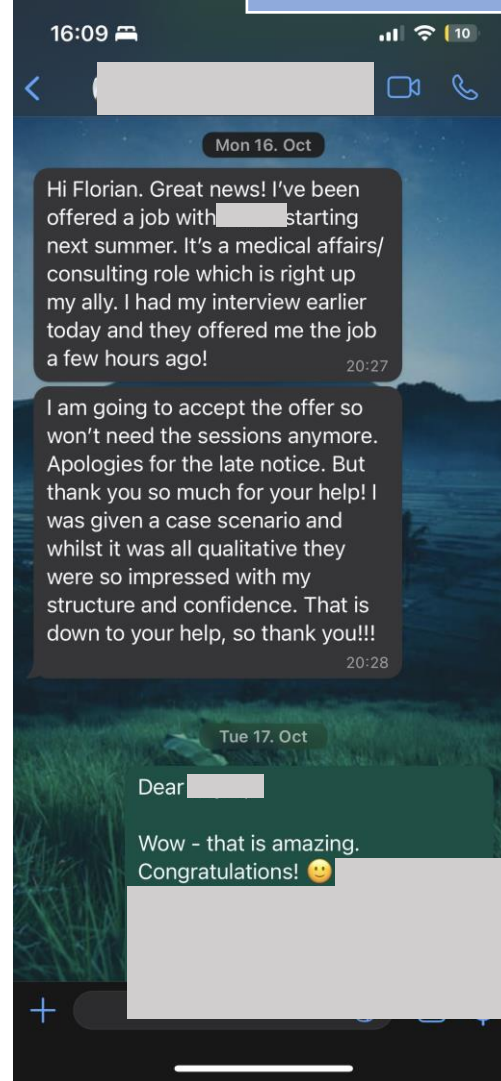 16:09
10
Mon 16. Oct
Hi Florian. Great news! I've been
offered a job with starting
next summer. It's a medical affairs/
consulting role which is right up
my ally. I had my interview earlier
today and they offered me the job
a few hours ago!
20:27
I am going to accept the offer so
won't need the sessions anymore.
Apologies for the late notice. But
thank you so much for your help! I
was given a case scenario and
whilst it was all qualitative they
were so impressed with my
structure and confidence. That is
down to your help, so thank you!!!
20:28
Tue 17. Oct
Dear
Wow - that is amazing.
Congratulations! 🙂